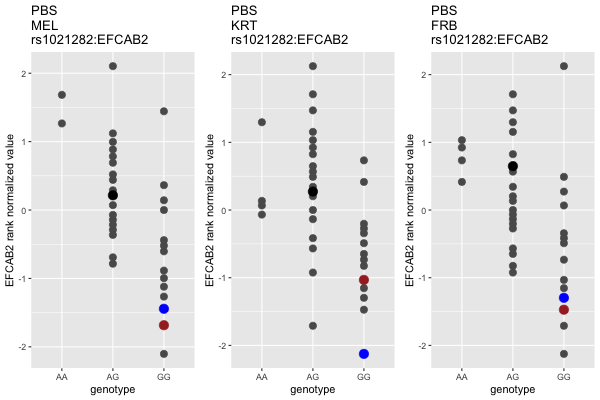 PBS
MEL
rs1021282:EFCAB2
EFCAB2 rank normalized value
2
1
0
-1
-2
AA AG GG
genotype
PBS
KRT
rs1021282:EFCAB2
EFCAB2 rank normalized value
2
1
0
-1
-2
AA AG GG
genotype
PBS
FRB
rs1021282:EFCAB2
EFCAB2 rank normalized value
2
1
0
-1
-2
AA AG GG
genotype